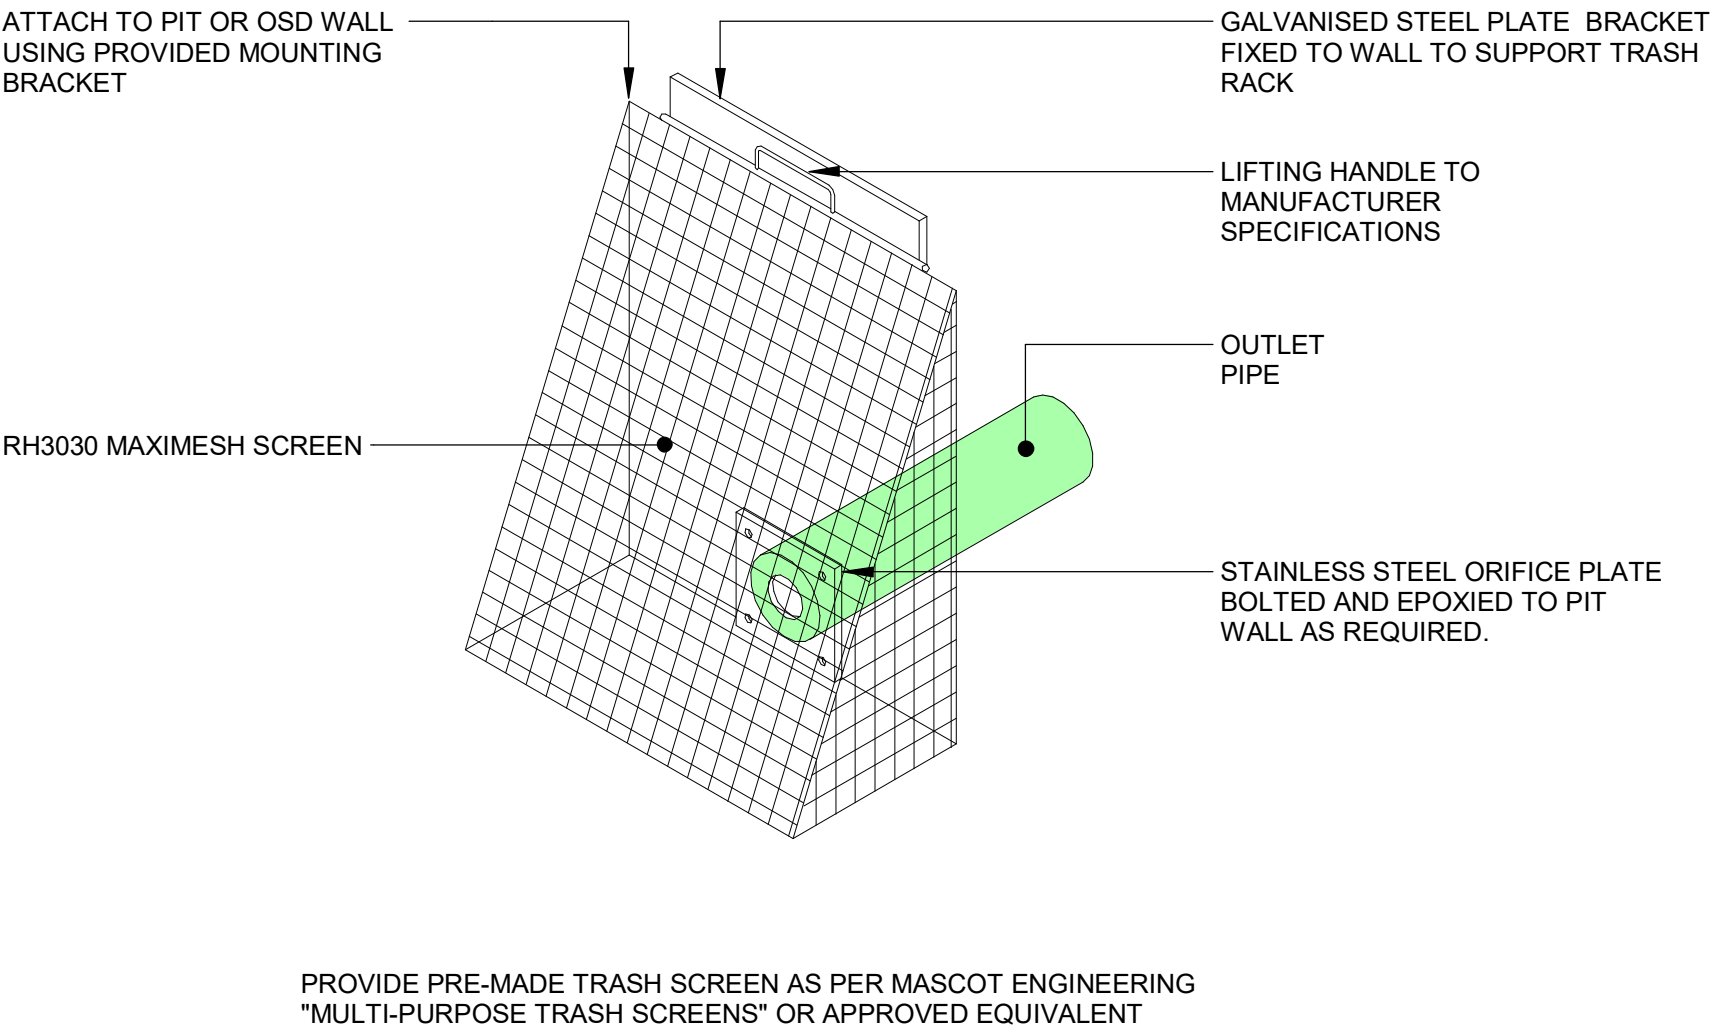 ATTACH TO PIT OR OSD WALL
USING PROVIDED MOUNTING
BRACKET
GALVANISED STEEL PLATE BRACKET
FIXED TO WALL TO SUPPORT TRASH
RACK
LIFTING HANDLE TO
MANUFACTURER
SPECIFICATIONS
OUTLET
PIPE
RH3030 MAXIMESH SCREEN
STAINLESS STEEL ORIFICE PLATE
BOLTED AND EPOXIED TO PIT
WALL AS REQUIRED.
PROVIDE PRE-MADE TRASH SCREEN AS PER MASCOT ENGINEERING
"MULTI-PURPOSE TRASH SCREENS" OR APPROVED EQUIVALENT